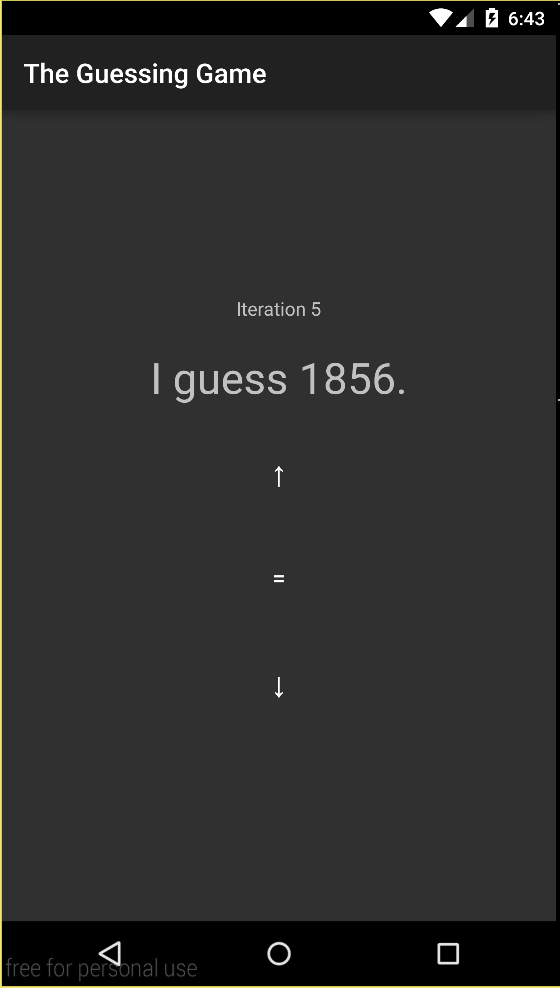 6:43
The Guessing Game
Iteration 5
I guess 1856.
↑
=
↓
free for personal use